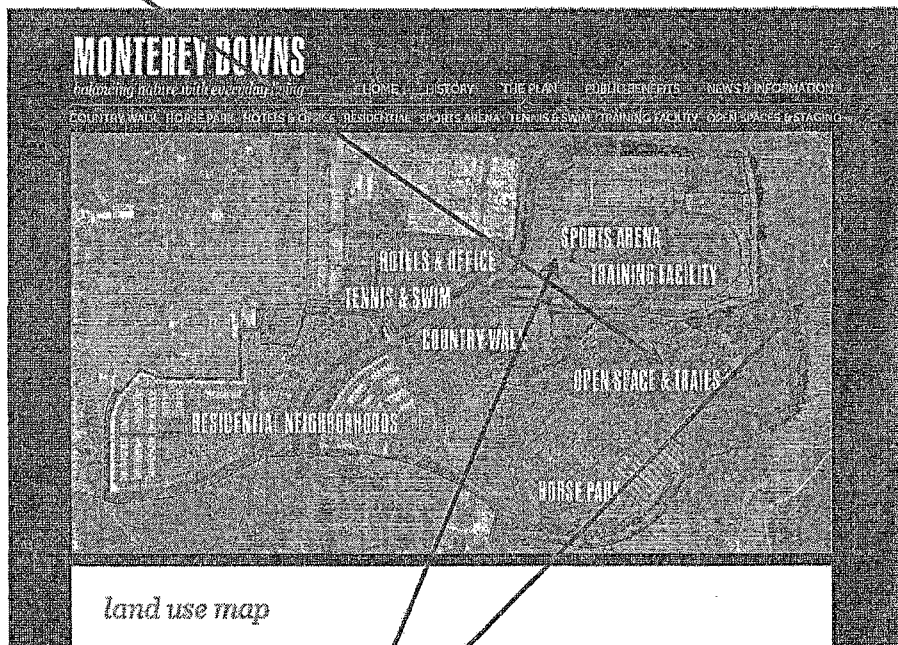 MONTEREY DOWNS
balancing nature with everyday living
HOME HISTORY THE PLAN PUBLIC BENEFITS NEWS & INFORMATION
COUNTRY WALK HORSE PARK HOTELS & OFFICE RESIDENTIAL SPORTS ARENA TENNIS & SWIM TRAINING FACILITY OPEN SPACES & STAGING
SPORTS ARENA
HOTELS & OFFICE
TRAINING FACILITY
TENNIS & SWIM
COUNTRY WALK
OPEN SPACE & TRAILS
RESIDENTIAL NEIGHBORHOODS
HORSE PARK
land use map